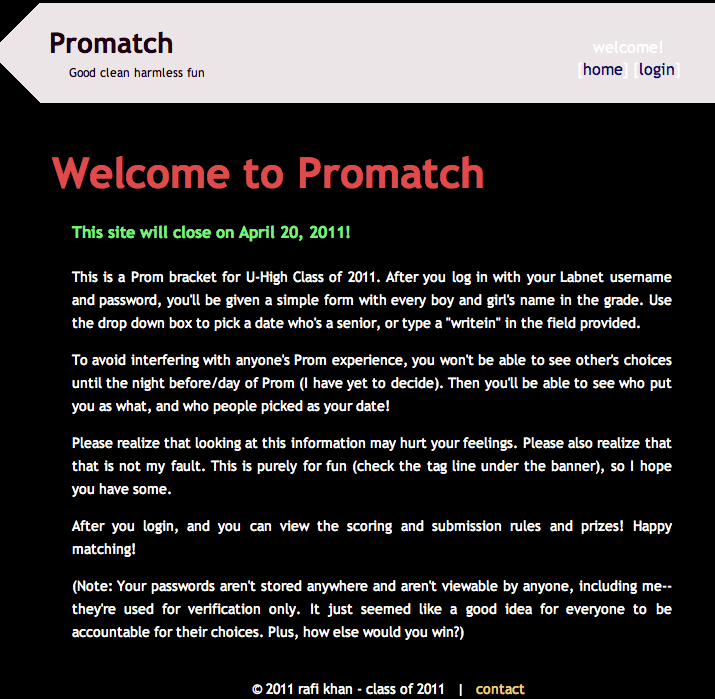 Promatch
welcome!
Good clean harmless fun
[home] [login]
Welcome to Promatch
This site will close on April 20, 2011!
This is a Prom bracket for U-High Class of 2011. After you log in with your Labnet username
and password, you'll be given a simple form with every boy and girl's name in the grade. Use
the drop down box to pick a date who's a senior, or type a "writein" in the field provided.
To avoid interfering with anyone's Prom experience, you won't be able to see other's choices
until the night before/day of Prom (I have yet to decide). Then you'll be able to see who put
you as what, and who people picked as your date!
Please realize that looking at this information may hurt your feelings. Please also realize that
that is not my fault. This is purely for fun (check the tag line under the banner), so I hope
you have some.
After you login, and you can view the scoring and submission rules and prizes! Happy
matching!
(Note: Your passwords aren't stored anywhere and aren't viewable by anyone, including me--
they're used for verification only. It just seemed like a good idea for everyone to be
accountable for their choices. Plus, how else would you win?)
© 2011 rafi khan - class of 2011 | contact